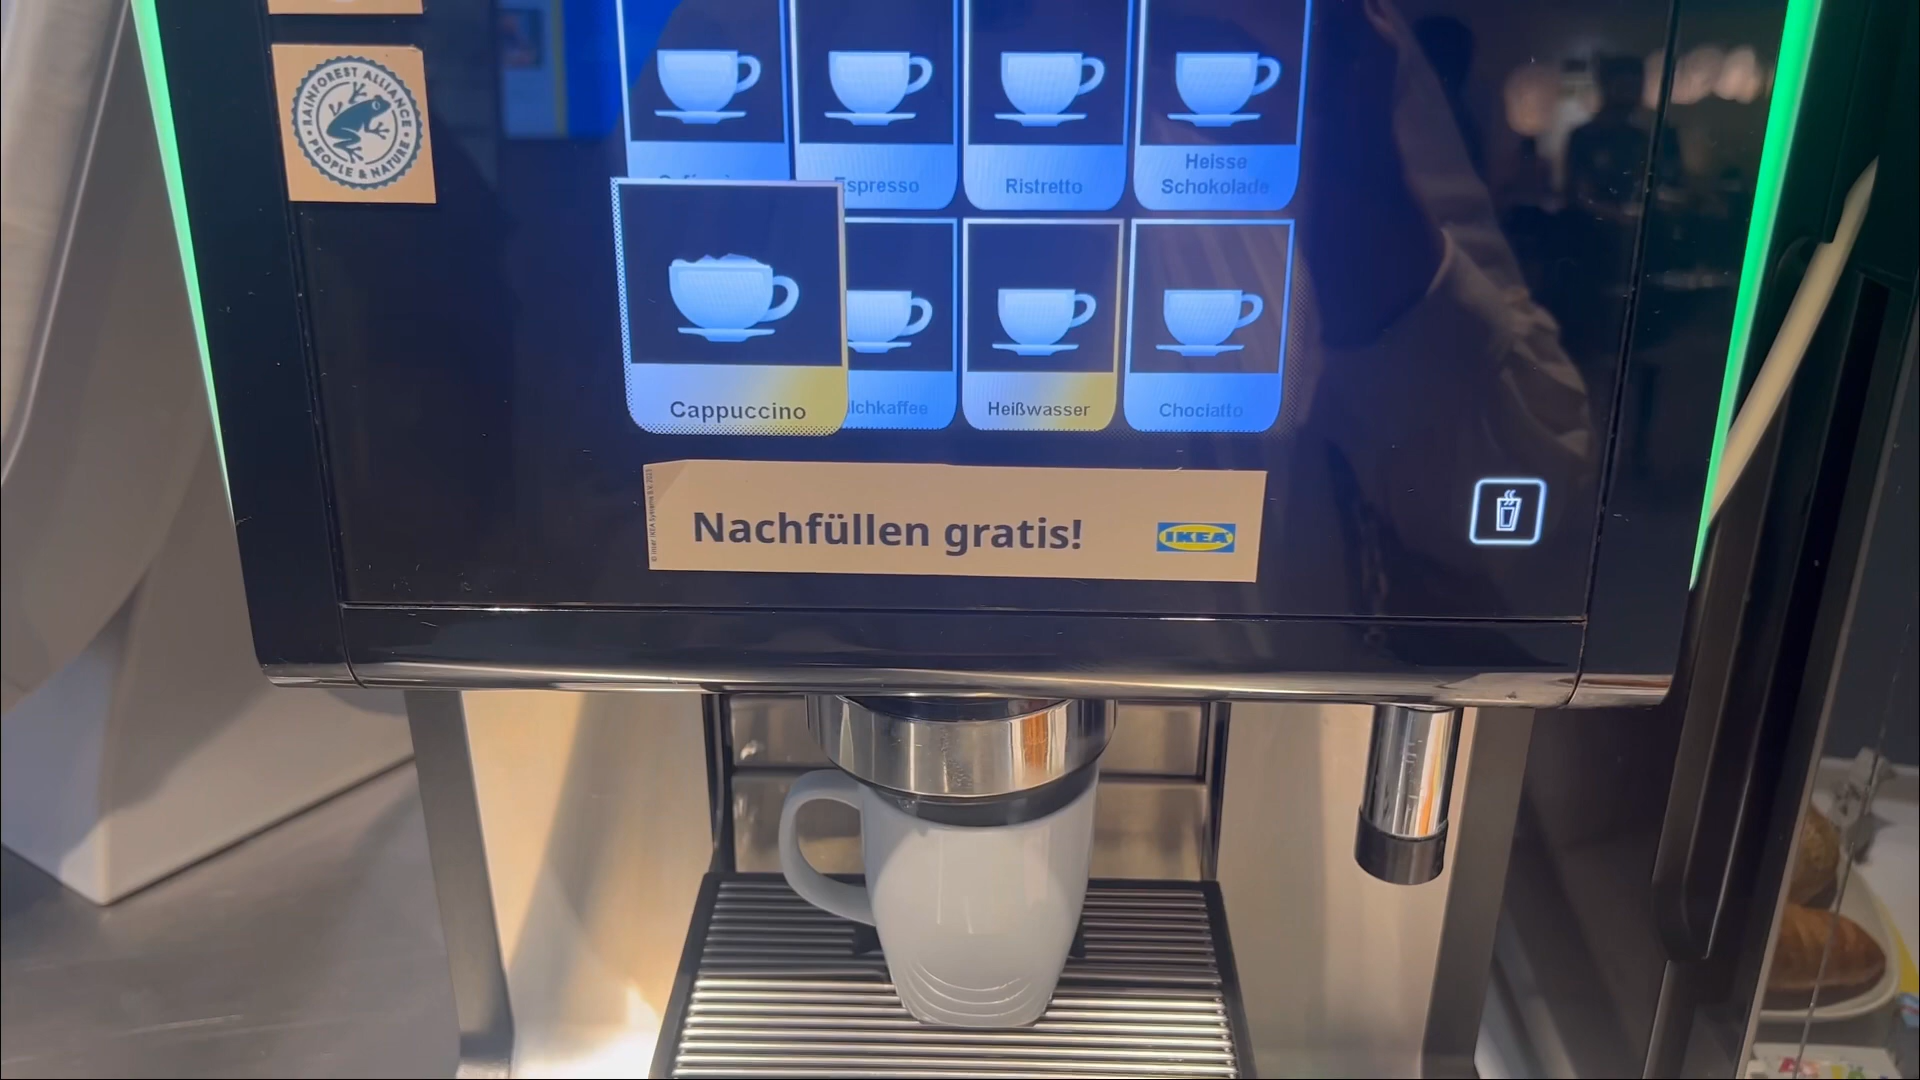 RAINFOREST ALLIANCE
PEOPLE & NATURE
Espresso
Ristretto
Heisse
Schokolade
Cappuccino
Heißwasser
Chociatto
Nachfüllen gratis!
IKEA